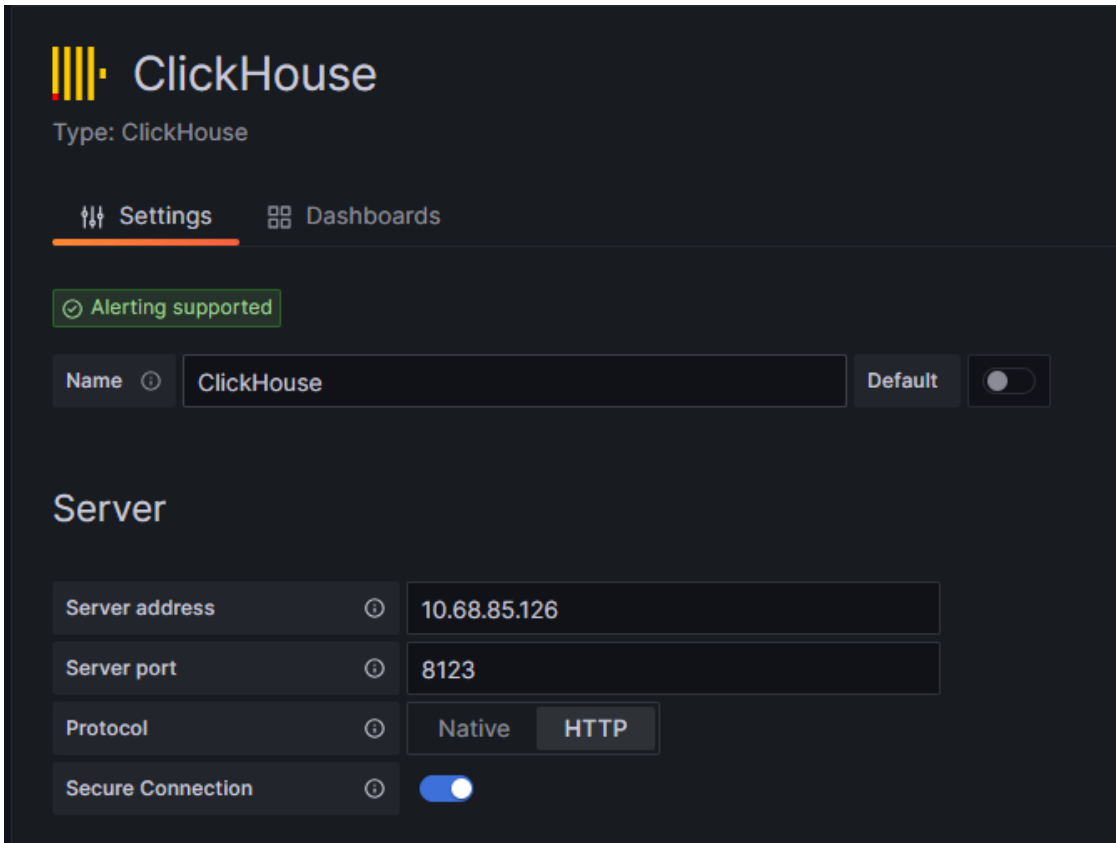 ClickHouse
Type: ClickHouse
Settings Dashboards
Alerting supported
Name ClickHouse Default
Server
Server address 10.68.85.126
Server port 8123
Protocol Native HTTP
Secure Connection